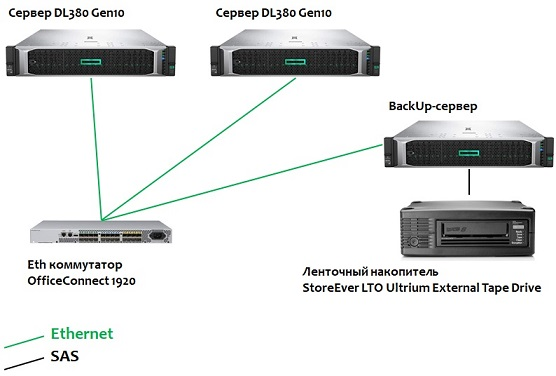 Сервер DL380 Gen10
Сервер DL380 Gen10
BackUp-сервер
Eth коммутатор
OfficeConnect 1920
Ленточный накопитель
StoreEver LTO Ultrium External Tape Drive
Ethernet
SAS